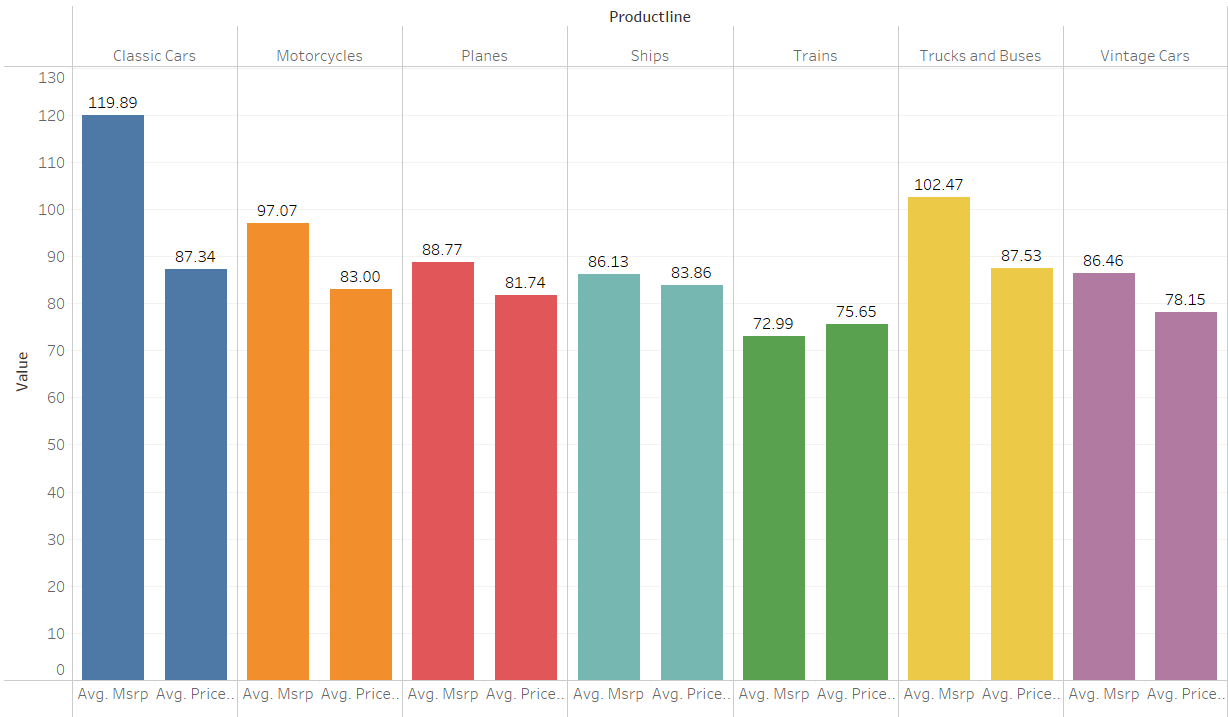 Productline
Classic Cars Motorcycles Planes Ships Trains Trucks and Buses Vintage Cars
130
120
110
100
90
80
70
60
50
40
30
20
10
0
Value
119.89 87.34 97.07 83.00 88.77 81.74 86.13 83.86 72.99 75.65 102.47 87.53 86.46 78.15
Avg. Msrp Avg. Price.. Avg. Msrp Avg. Price.. Avg. Msrp Avg. Price.. Avg. Msrp Avg. Price.. Avg. Msrp Avg. Price.. Avg. Msrp Avg. Price.. Avg. Msrp Avg. Price..